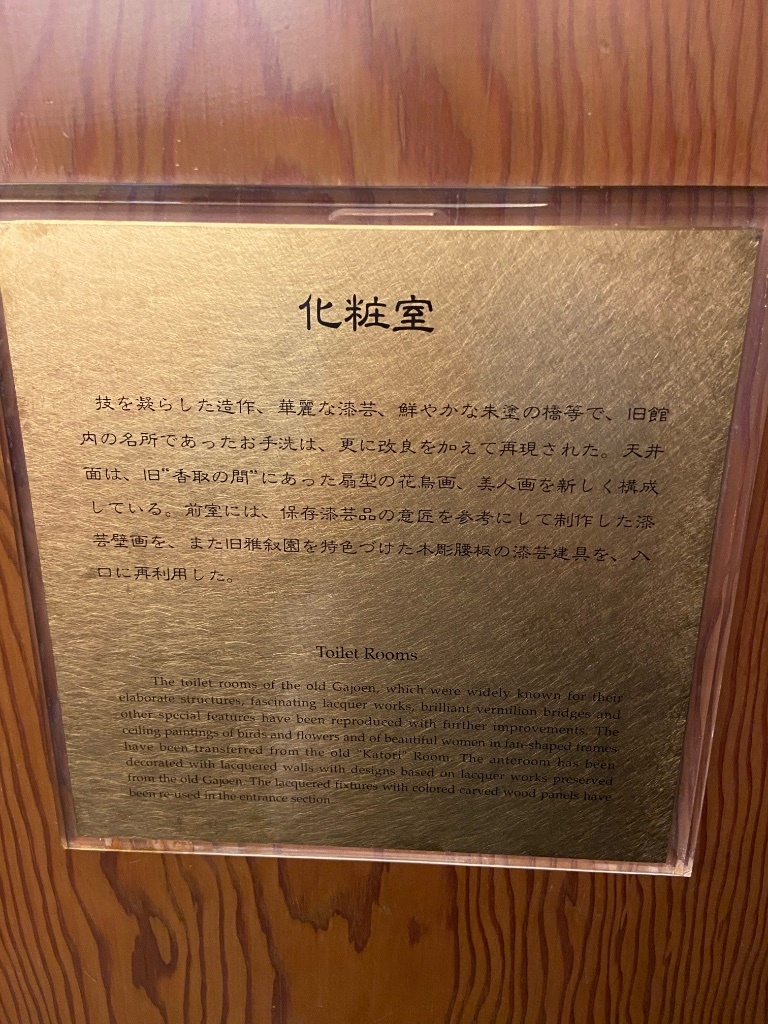 化粧室
技を凝らした造作、華麗な漆芸、鮮やかな朱塗の橋等で、旧館
内の名所であったお手洗は、更に改良を加えて再現された。天井
面は、旧“香取の間”にあった扇型の花鳥画、美人画を新しく構成
している。前室には、保存漆芸品の意匠を参考にして制作した漆
芸壁画を、また旧雅叙園を特色づけた木彫腰板の漆芸建具を、入
口に再利用した。
Toilet Rooms
The toilet rooms of the old Gajoen, which were widely known for their
elaborate structures, fascinating lacquer works, brilliant vermilion bridges and
other special features have been reproduced with further improvements. The
ceiling paintings of birds and flowers and of beautiful women in fan-shaped frames
have been transferred from the old "Katori" Room. The anteroom has been
decorated with lacquered walls with designs based on lacquer works preserved
from the old Gajoen. The lacquered fixtures with colored carved wood panels have
been re-used in the entrance section.